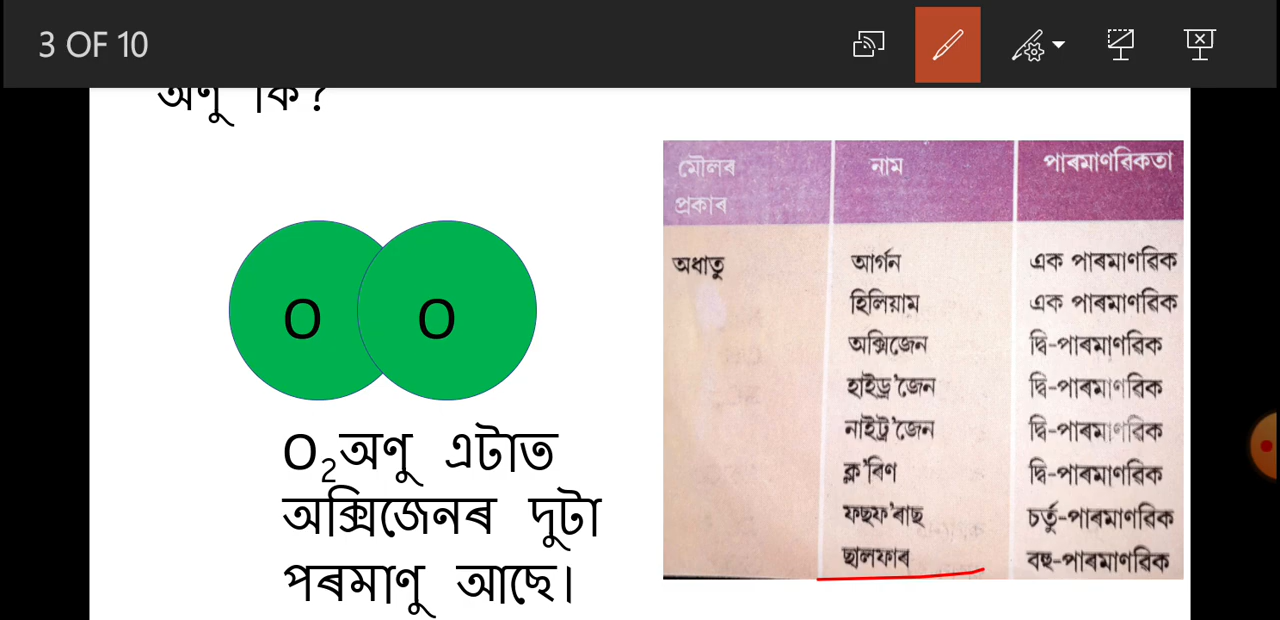 3 OF 10
অণু কি?
O O
O₂অণু এটাত
অক্সিজেনৰ দুটা
পৰমাণু আছে।
মৌলৰ প্ৰকাৰ নাম পাৰমাণৱিকতা
অধাতু আৰ্গন এক পাৰমাণৱিক
হিলিয়াম এক পাৰমাণৱিক
অক্সিজেন দ্বি-পাৰমাণৱিক
হাইড্ৰ'জেন দ্বি-পাৰমাণৱিক
নাইট্ৰ'জেন দ্বি-পাৰমাণৱিক
ক্ল'ৰিণ দ্বি-পাৰমাণৱিক
ফছফ'ৰাছ চৰ্তু-পাৰমাণৱিক
ছালফাৰ বহু-পাৰমাণৱিক